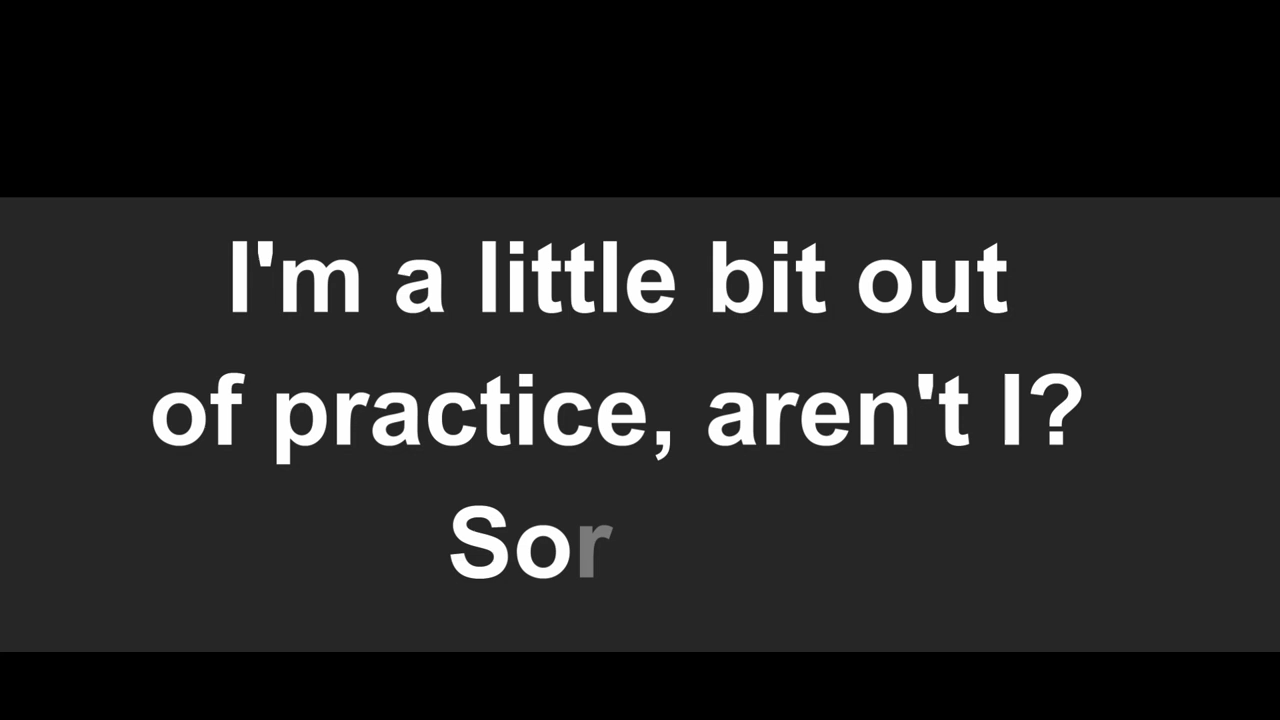 I'm a little bit out
of practice, aren't I?
Sor